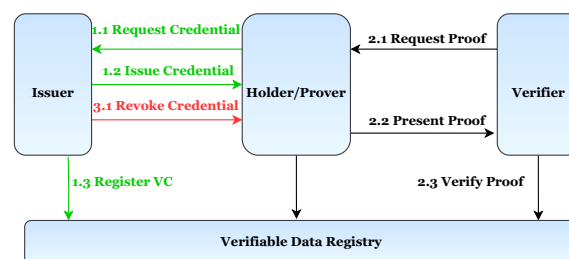 1.1 Request Credential
2.1 Request Proof
1.2 Issue Credential
Issuer
Holder/Prover
Verifier
3.1 Revoke Credential
2.2 Present Proof
1.3 Register VC
2.3 Verify Proof
Verifiable Data Registry